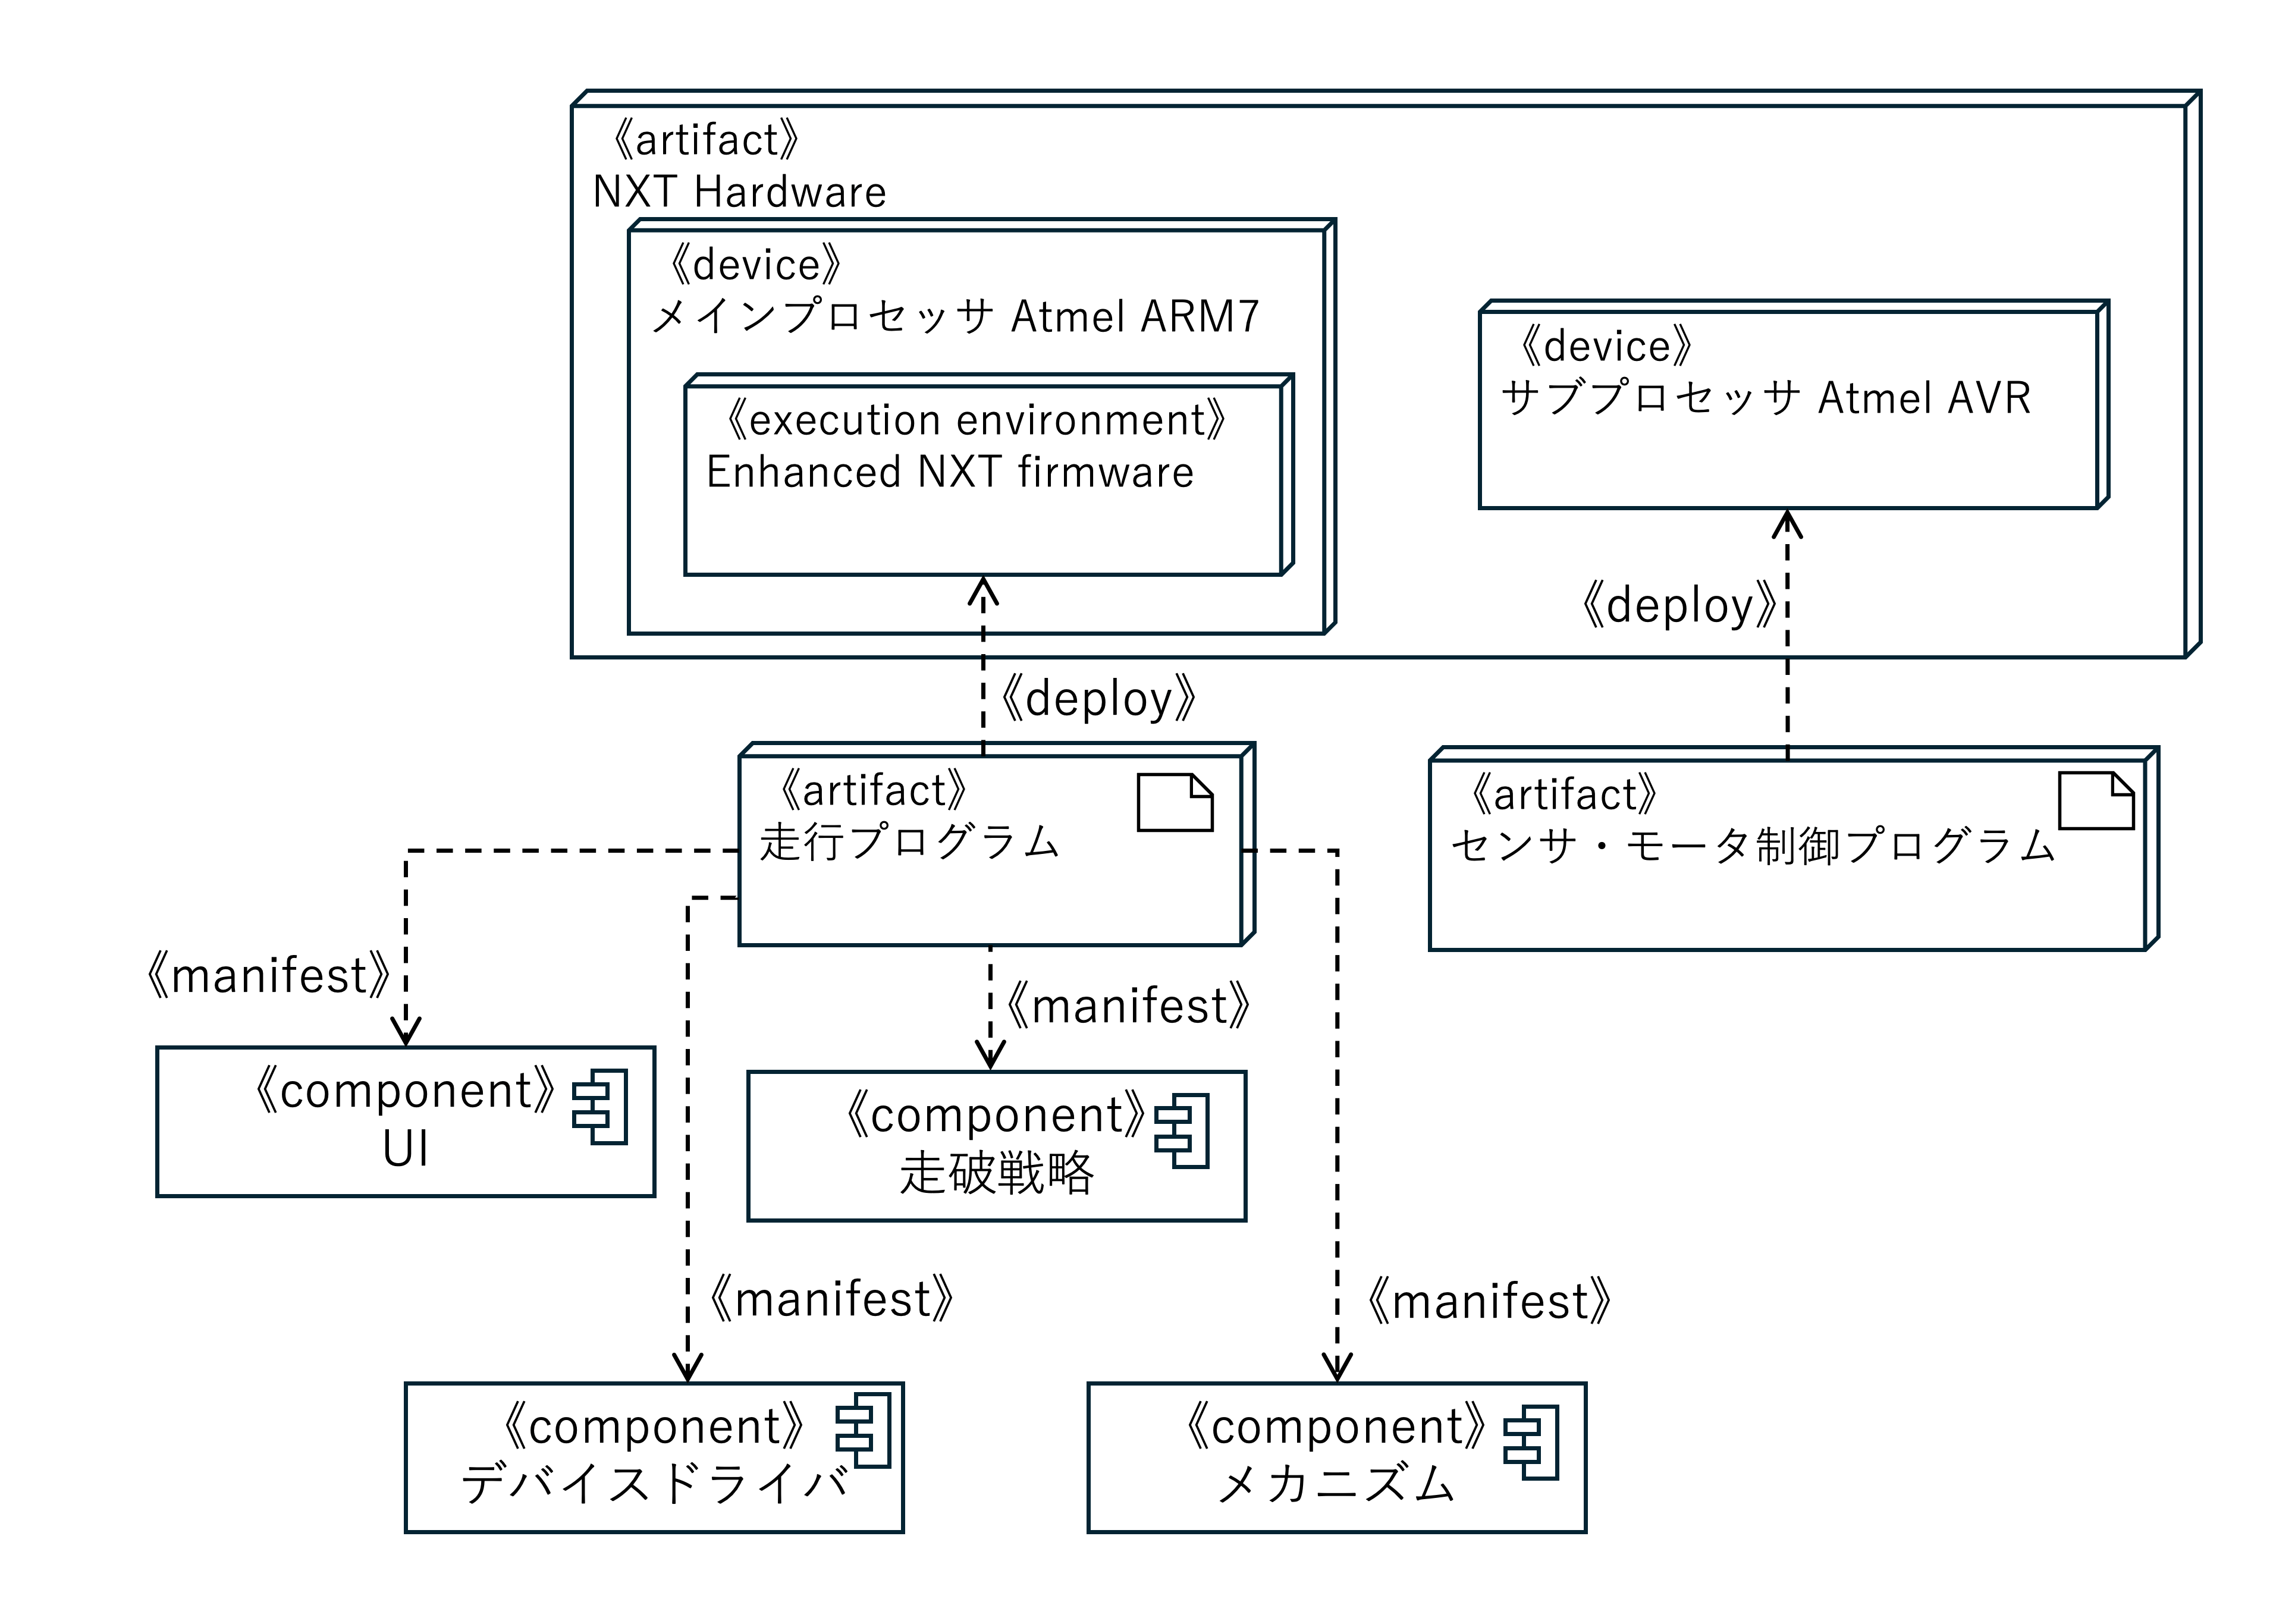 《artifact》
NXT Hardware
《device》
メインプロセッサ Atmel ARM7
《execution environment》
Enhanced NXT firmware
《device》
サブプロセッサ Atmel AVR
《deploy》
《deploy》
《artifact》
走行プログラム
《artifact》
センサ・モータ制御プログラム
《manifest》
《manifest》
《component》
UI
《component》
走破戦略
《manifest》
《manifest》
《component》
デバイスドライバ
《component》
メカニズム